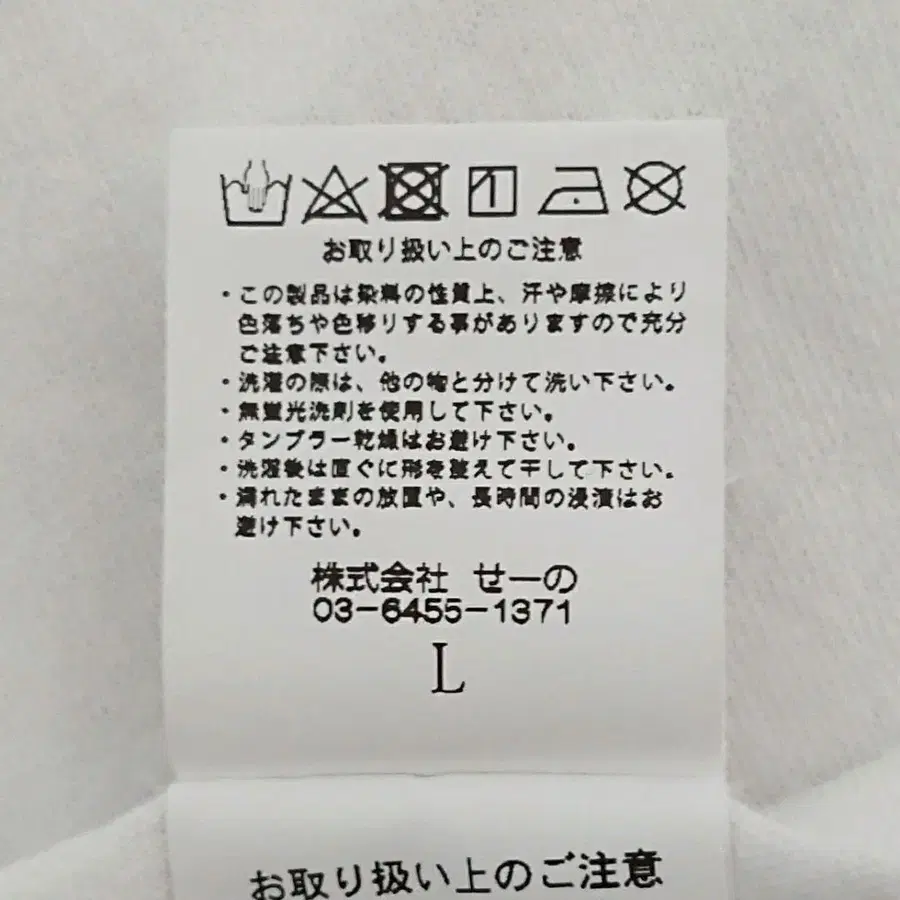 お取り扱い上のご注意
・この製品は染料の性質上、汗や摩擦により
色落ちや色移りする事がありますので充分
ご注意下さい。
・洗濯の際は、他の物と分けて洗い下さい。
・無蛍光洗剤を使用して下さい。
・タンブラー乾燥はお避け下さい。
・洗濯後は直ぐに形を整えて干して下さい。
・濡れたままの放置や、長時間の浸漬はお
避け下さい。
株式会社 せーの
03-6455-1371
L
お取り扱い上のご注意